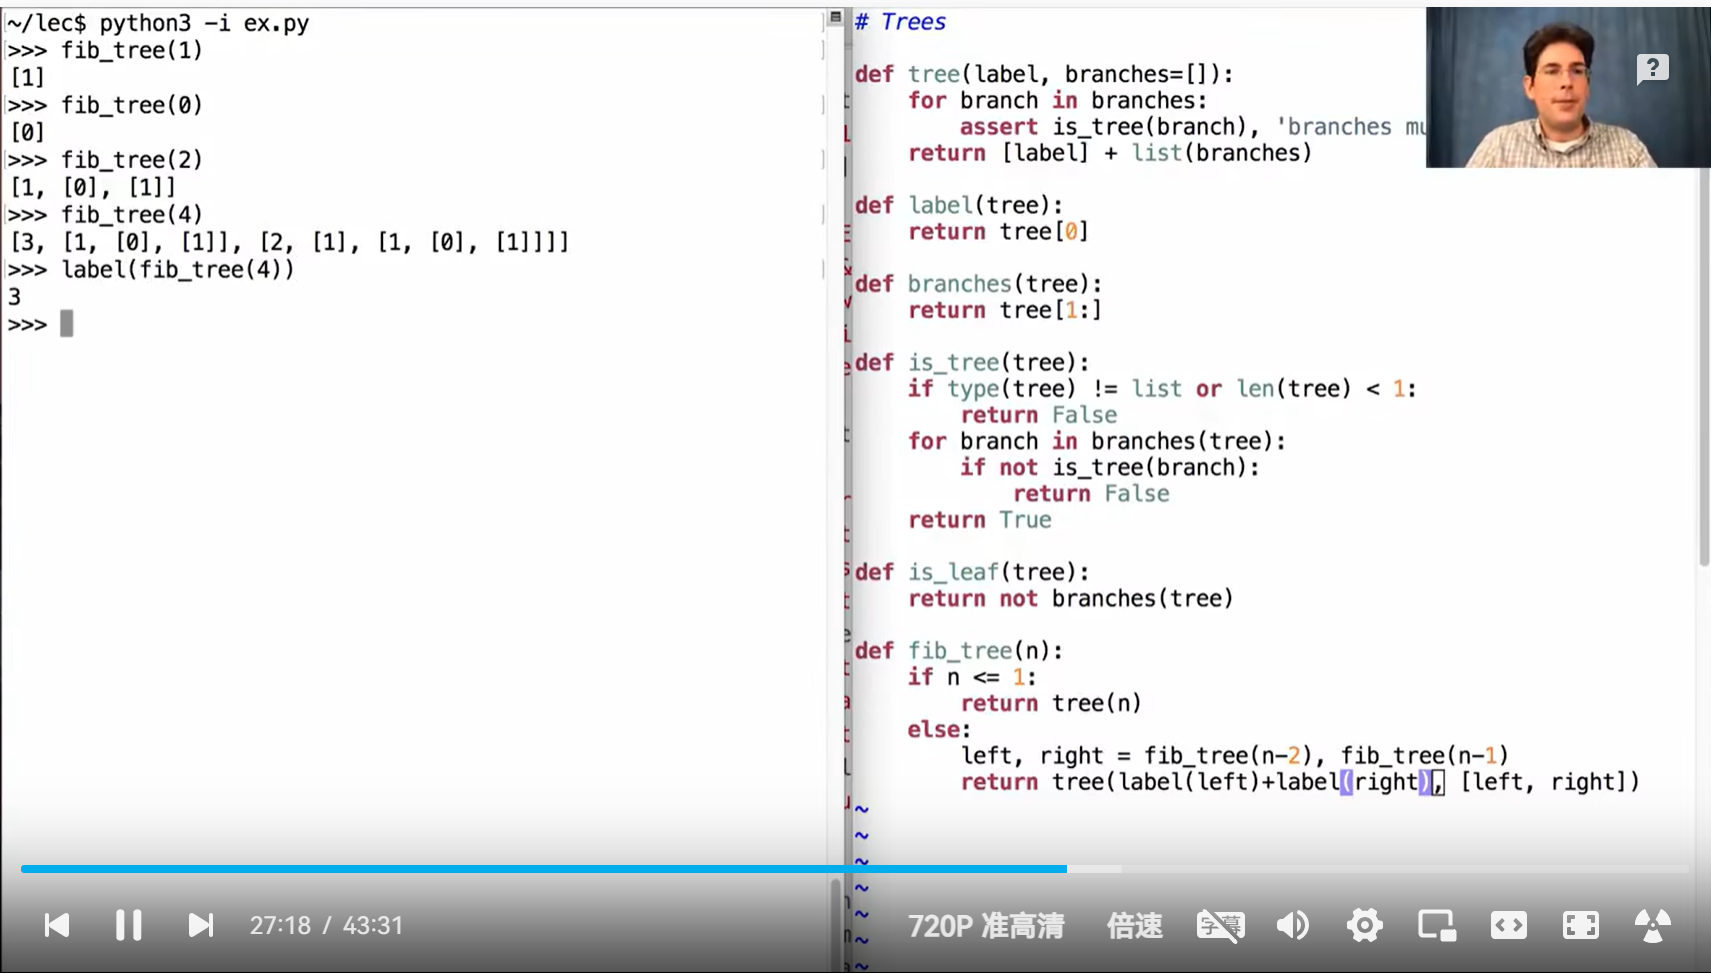 ~/lec$ python3 -i ex.py
>>> fib_tree(1)
[1]
>>> fib_tree(0)
[0]
>>> fib_tree(2)
[1, [0], [1]]
>>> fib_tree(4)
[3, [1, [0], [1]], [2, [1], [1, [0], [1]]]]
>>> label(fib_tree(4))
3
>>>
# Trees
def tree(label, branches=[]):
    for branch in branches:
        assert is_tree(branch), 'branches mu
    return [label] + list(branches)
def label(tree):
    return tree[0]
def branches(tree):
    return tree[1:]
def is_tree(tree):
    if type(tree) != list or len(tree) < 1:
        return False
    for branch in branches(tree):
        if not is_tree(branch):
            return False
    return True
def is_leaf(tree):
    return not branches(tree)
def fib_tree(n):
    if n <= 1:
        return tree(n)
    else:
        left, right = fib_tree(n-2), fib_tree(n-1)
        return tree(label(left)+label(right), [left, right])
~
~
~
~
~
~
~
?
27:18 / 43:31
720P 准高清 倍速 字幕